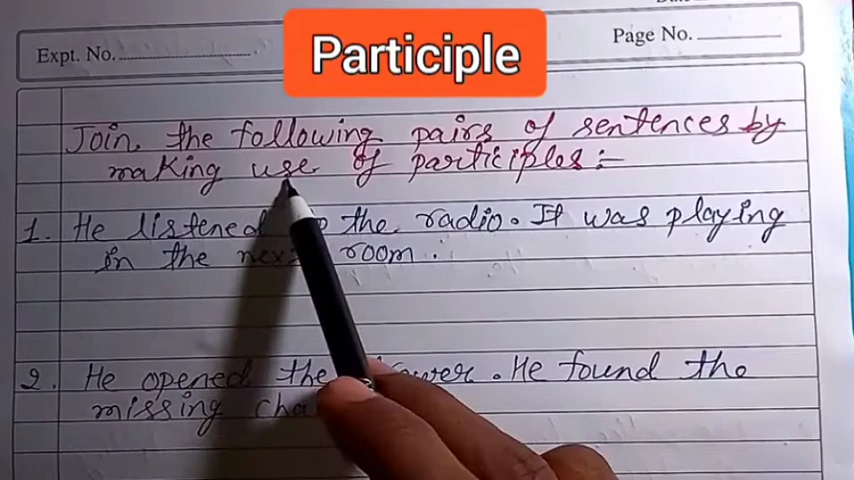 Participle
Expt. No.
Page No.
Join the following pairs of sentences by
making use of participles:-
1. He listened the radio. It was playing
in the next room.
2. He opened the He found the
missing